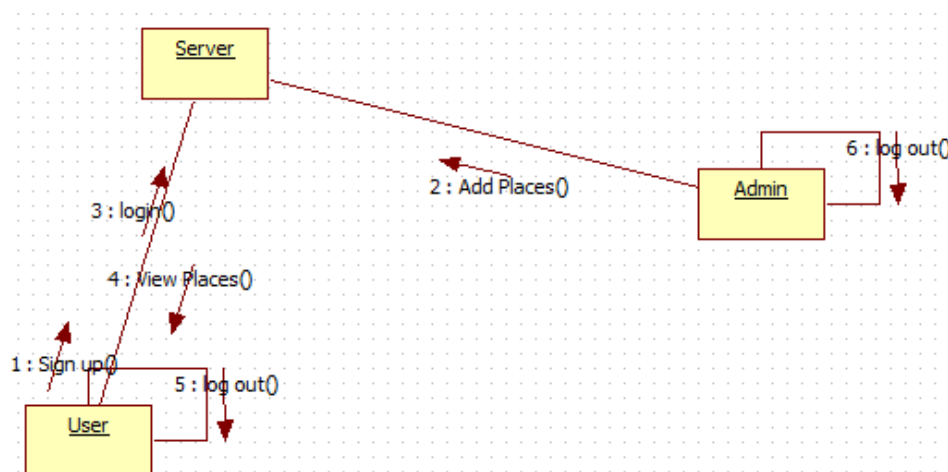 Server
6 : log out()
2 : Add Places()
Admin
3 : login()
4 : View Places()
1 : Sign up()
5 : log out()
User